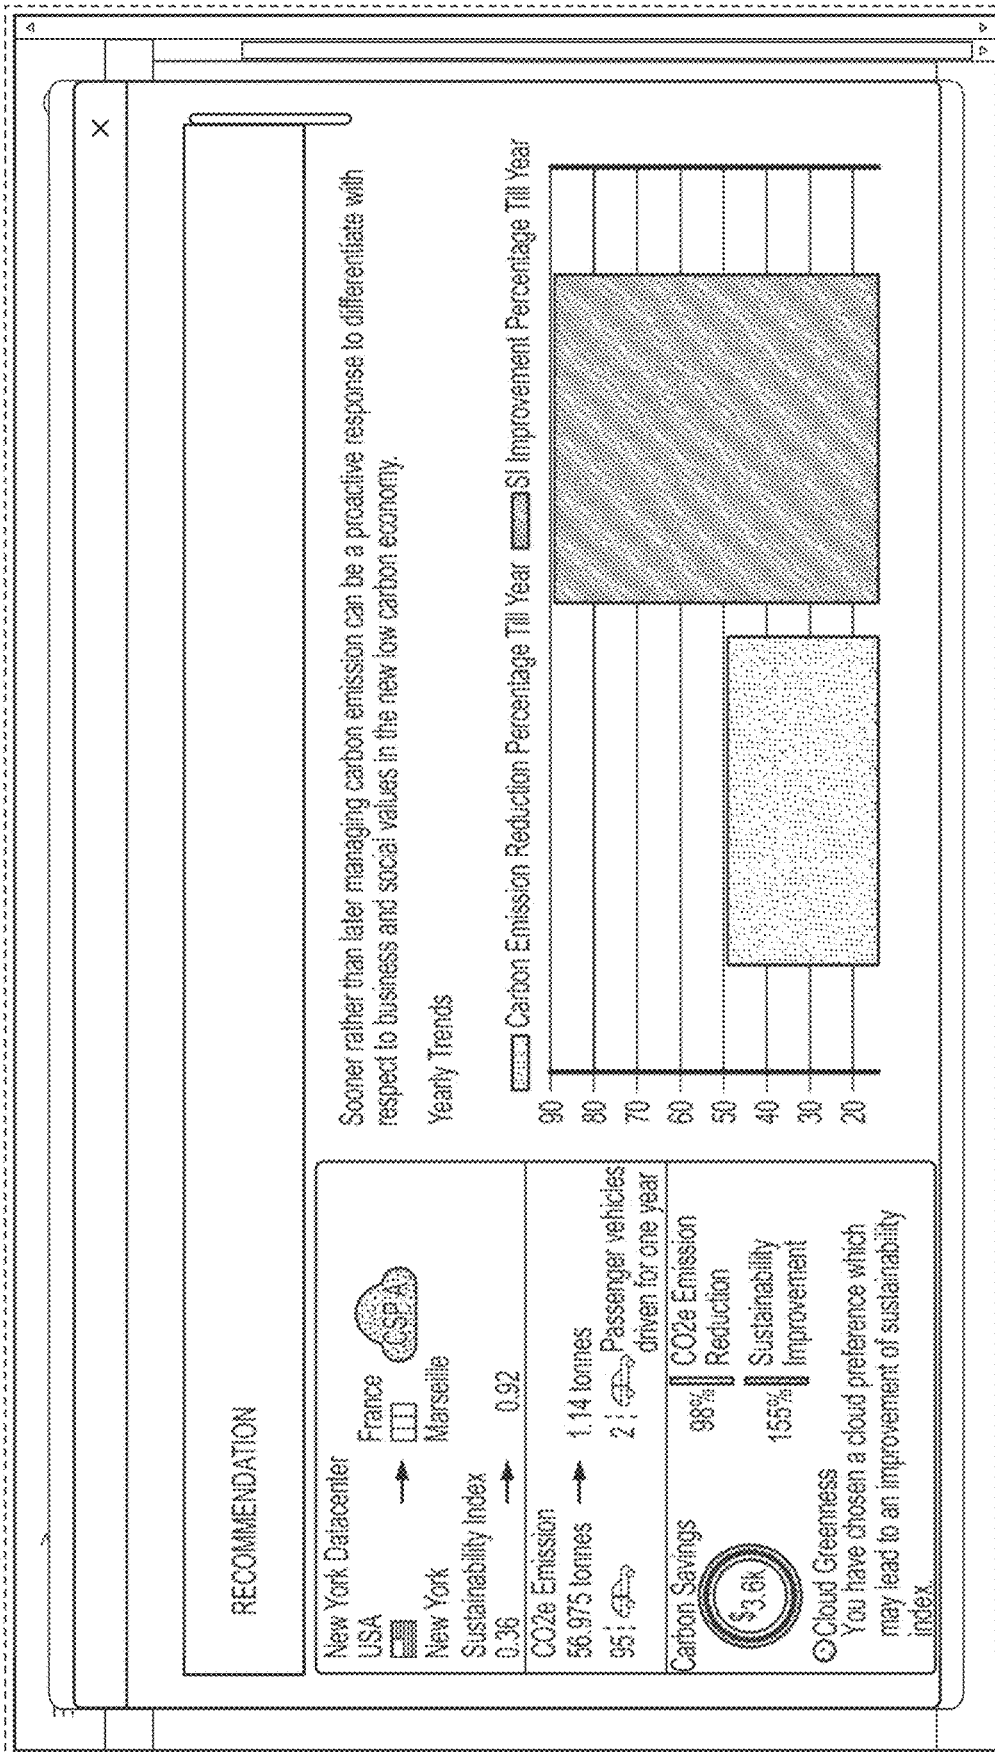 X
RECOMMENDATION
New York Datacenter
USA
France
New York
Marseille
CSP A
Sustainability Index
0.36
0.92
CO2e Emission
56.975 tonnes
1.14 tonnes
95
2
Passenger vehicles
driven for one year
Carbon Savings
$3.6k
98%
CO2e Emission
Reduction
155%
Sustainability
Improvement
Cloud Greenness
You have chosen a cloud preference which
may lead to an improvement of sustainability
index
Sooner rather than later managing carbon emission can be a proactive response to differentiate with
respect to business and social values in the new low carbon economy.
Yearly Trends
Carbon Emission Reduction Percentage Till Year
SI Improvement Percentage Till Year
90
80
70
60
50
40
30
20